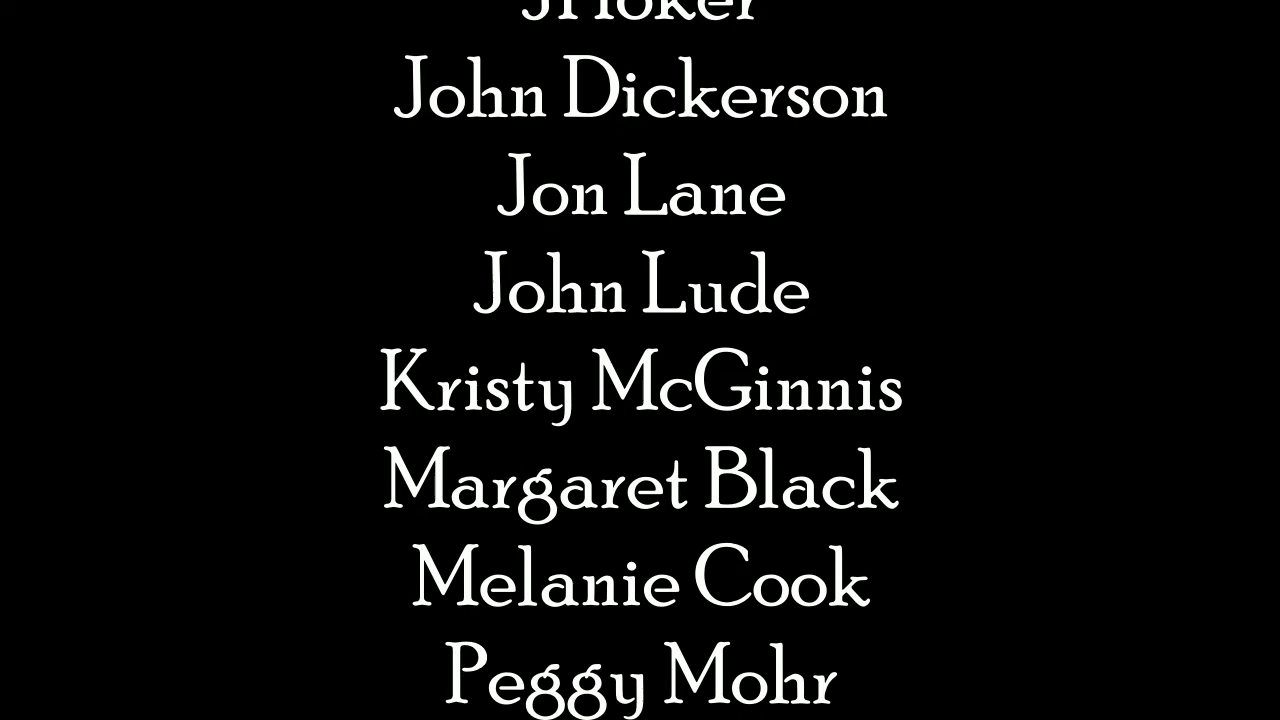 John Dickerson
Jon Lane
John Lude
Kristy McGinnis
Margaret Black
Melanie Cook
Peggy Mohr